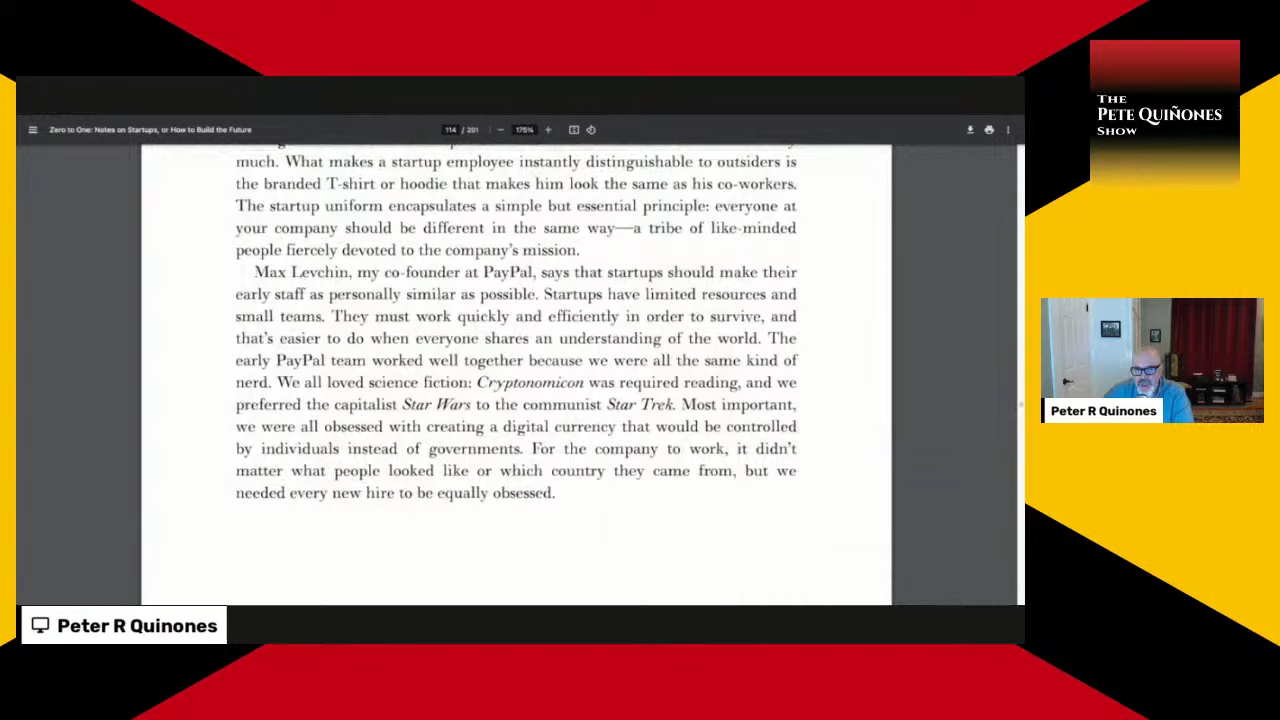 THE
PETE QUIÑONES
SHOW
Zero to One: Notes on Startups, or How to Build the Future
114 / 201
175%
much. What makes a startup employee instantly distinguishable to outsiders is
the branded T-shirt or hoodie that makes him look the same as his co-workers.
The startup uniform encapsulates a simple but essential principle: everyone at
your company should be different in the same way—a tribe of like-minded
people fiercely devoted to the company's mission.
Max Levchin, my co-founder at PayPal, says that startups should make their
early staff as personally similar as possible. Startups have limited resources and
small teams. They must work quickly and efficiently in order to survive, and
that's easier to do when everyone shares an understanding of the world. The
early PayPal team worked well together because we were all the same kind of
nerd. We all loved science fiction: Cryptonomicon was required reading, and we
preferred the capitalist Star Wars to the communist Star Trek. Most important,
we were all obsessed with creating a digital currency that would be controlled
by individuals instead of governments. For the company to work, it didn't
matter what people looked like or which country they came from, but we
needed every new hire to be equally obsessed.
Peter R Quinones
Peter R Quinones